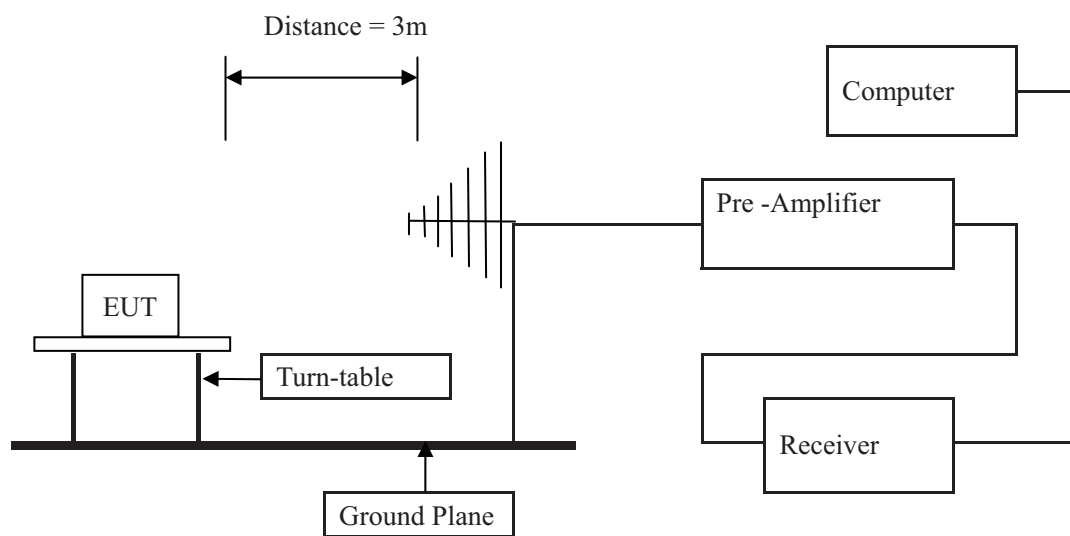 Distance = 3m
Computer
Pre -Amplifier
EUT
Turn-table
Receiver
Ground Plane